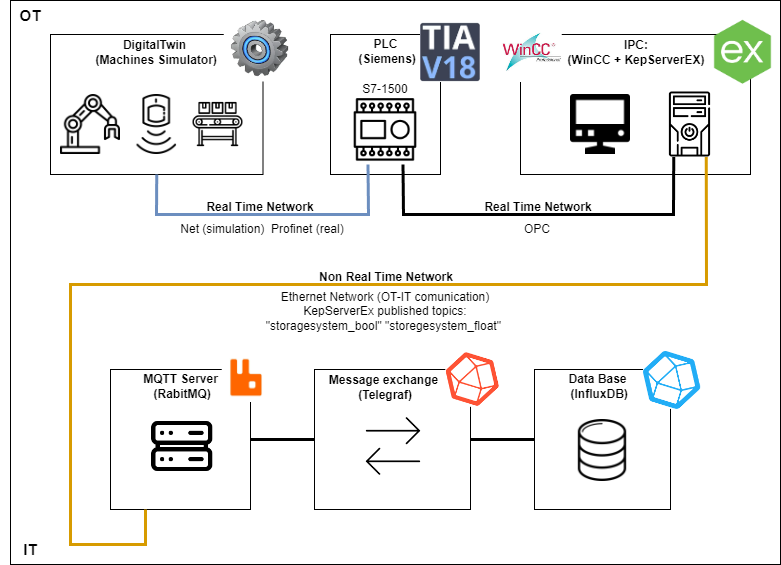 OT
DigitalTwin
(Machines Simulator)
PLC
(Siemens)
TIA
V18
S7-1500
WinCC
Professional
IPC:
(WinCC + KepServerEX)
ex
Real Time Network
Net (simulation) Profinet (real)
Real Time Network
OPC
Non Real Time Network
Ethernet Network (OT-IT comunication)
KepServerEx published topics:
"storagesystem_bool" "storegesystem_float"
MQTT Server
(RabitMQ)
Message exchange
(Telegraf)
Data Base
(InfluxDB)
IT